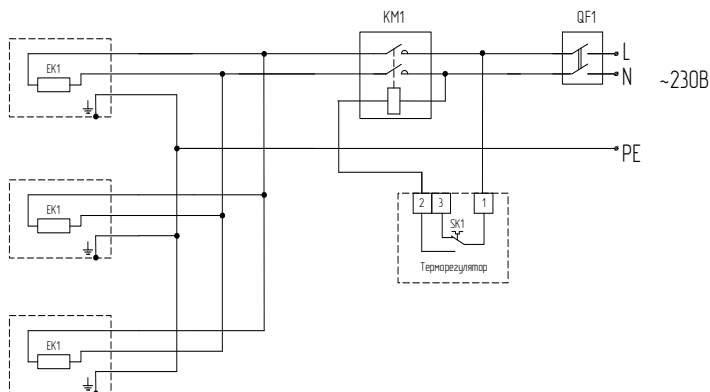 KM1
QF1
L
EK1
N
~230В
PE
EK1
2 3 1
SK1
Терморегулятор
EK1